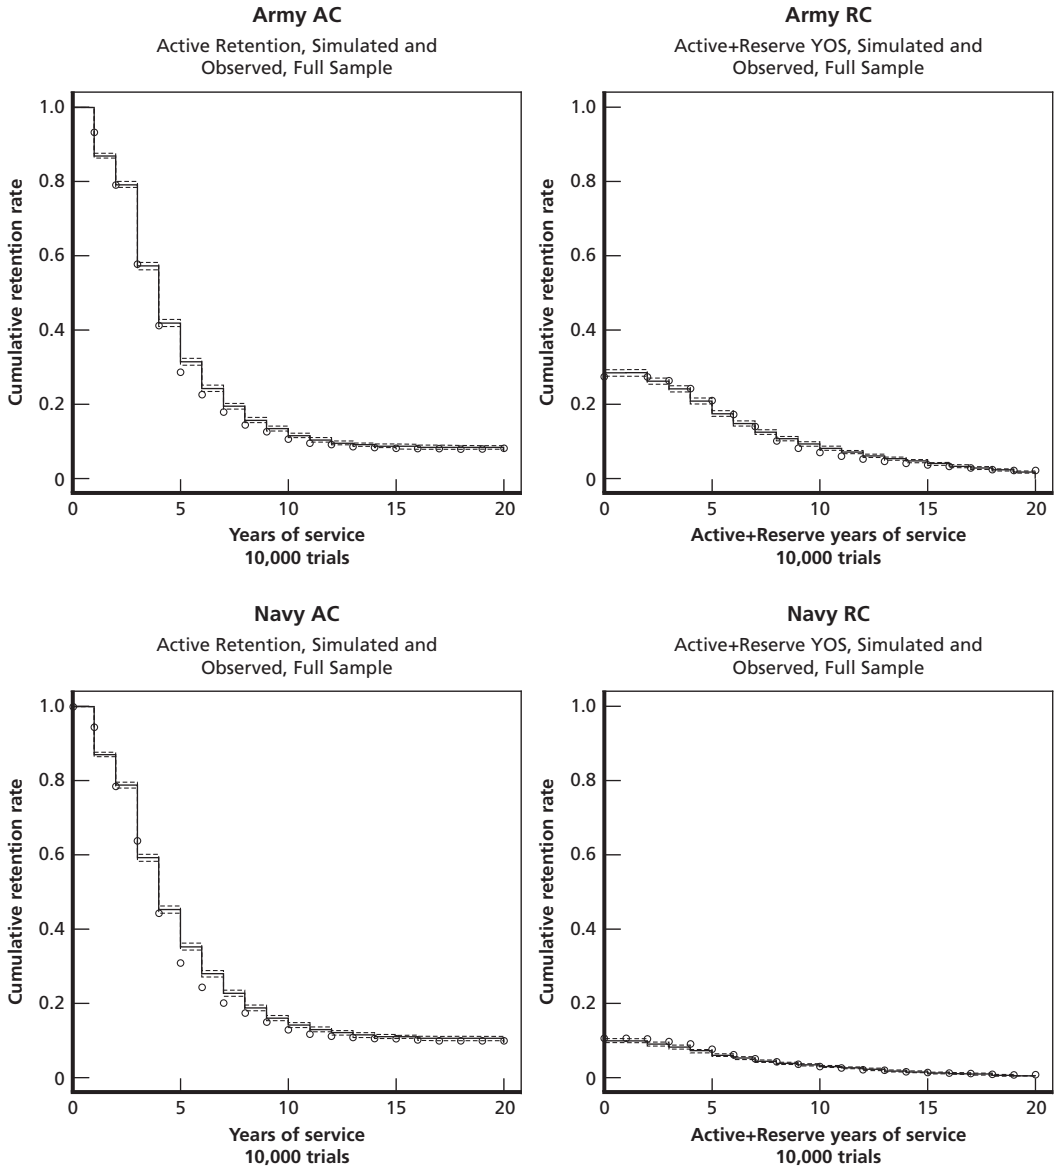 Army AC
Active Retention, Simulated and
Observed, Full Sample
Cumulative retention rate
1.0
0.8
0.6
0.4
0.2
0
0 5 10 15 20
Years of service
10,000 trials
Army RC
Active+Reserve YOS, Simulated and
Observed, Full Sample
Cumulative retention rate
1.0
0.8
0.6
0.4
0.2
0
0 5 10 15 20
Active+Reserve years of service
10,000 trials
Navy AC
Active Retention, Simulated and
Observed, Full Sample
Cumulative retention rate
1.0
0.8
0.6
0.4
0.2
0
0 5 10 15 20
Years of service
10,000 trials
Navy RC
Active+Reserve YOS, Simulated and
Observed, Full Sample
Cumulative retention rate
1.0
0.8
0.6
0.4
0.2
0
0 5 10 15 20
Active+Reserve years of service
10,000 trials